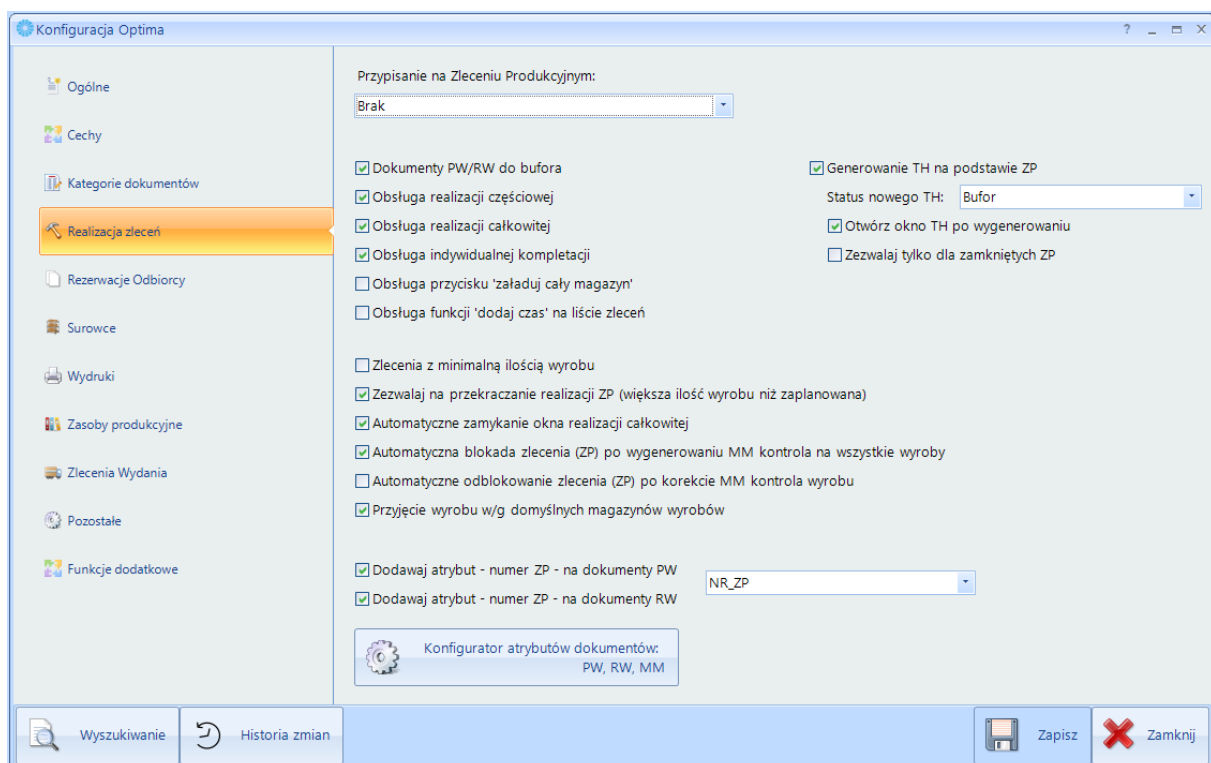 Konfiguracja Optima
Ogólne
Cechy
Kategorie dokumentów
Realizacja zleceń
Rezerwacje Odbiorcy
Surowce
Wydruki
Zasoby produkcyjne
Zlecenia Wydania
Pozostałe
Funkcje dodatkowe
Przypisanie na Zleceniu Produkcyjnym:
Brak
Dokumenty PW/RW do bufora
Obsługa realizacji częściowej
Obsługa realizacji całkowitej
Obsługa indywidualnej kompletacji
Obsługa przycisku 'załaduj cały magazyn'
Obsługa funkcji 'dodaj czas' na liście zleceń
Generowanie TH na podstawie ZP
Status nowego TH: Bufor
Otwórz okno TH po wygenerowaniu
Zezwalaj tylko dla zamkniętych ZP
Zlecenia z minimalną ilością wyrobu
Zezwalaj na przekraczanie realizacji ZP (większa ilość wyrobu niż zaplanowana)
Automatyczne zamykanie okna realizacji całkowitej
Automatyczna blokada zlecenia (ZP) po wygenerowaniu MM kontrola na wszystkie wyroby
Automatyczne odblokowanie zlecenia (ZP) po korekcie MM kontrola wyrobu
Przyjęcie wyrobu w/g domyślnych magazynów wyrobów
Dodawaj atrybut - numer ZP - na dokumenty PW
Dodawaj atrybut - numer ZP - na dokumenty RW
NR_ZP
Konfigurator atrybutów dokumentów:
PW, RW, MM
Wyszukiwanie
Historia zmian
Zapisz
Zamknij